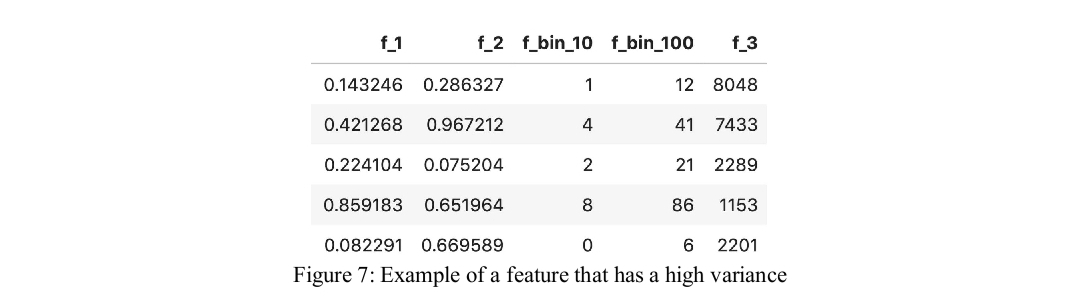 f_1 f_2 f_bin_10 f_bin_100 f_3
0.143246 0.286327 1 12 8048
0.421268 0.967212 4 41 7433
0.224104 0.075204 2 21 2289
0.859183 0.651964 8 86 1153
0.082291 0.669589 0 6 2201
Figure 7: Example of a feature that has a high variance